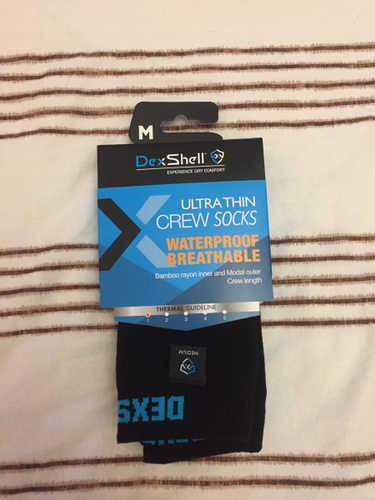 M
DexShell
EXPERIENCE DRY COMFORT
ULTRA THIN
CREW SOCKS
WATERPROOF
BREATHABLE
Bamboo rayon inner and Modal outer
Crew length
THERMAL GUIDELINE
1 2 3 4 5
MEDIUM
DEXS